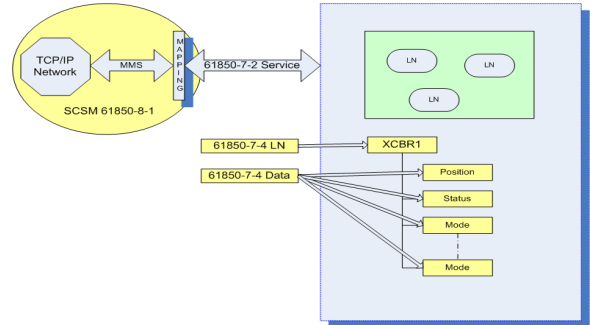 TCP/IP
Network
MMS
MAPPING
61850-7-2 Service
SCSM 61850-8-1
LN
LN
LN
61850-7-4 LN
XCBR1
61850-7-4 Data
Position
Status
Mode
Mode